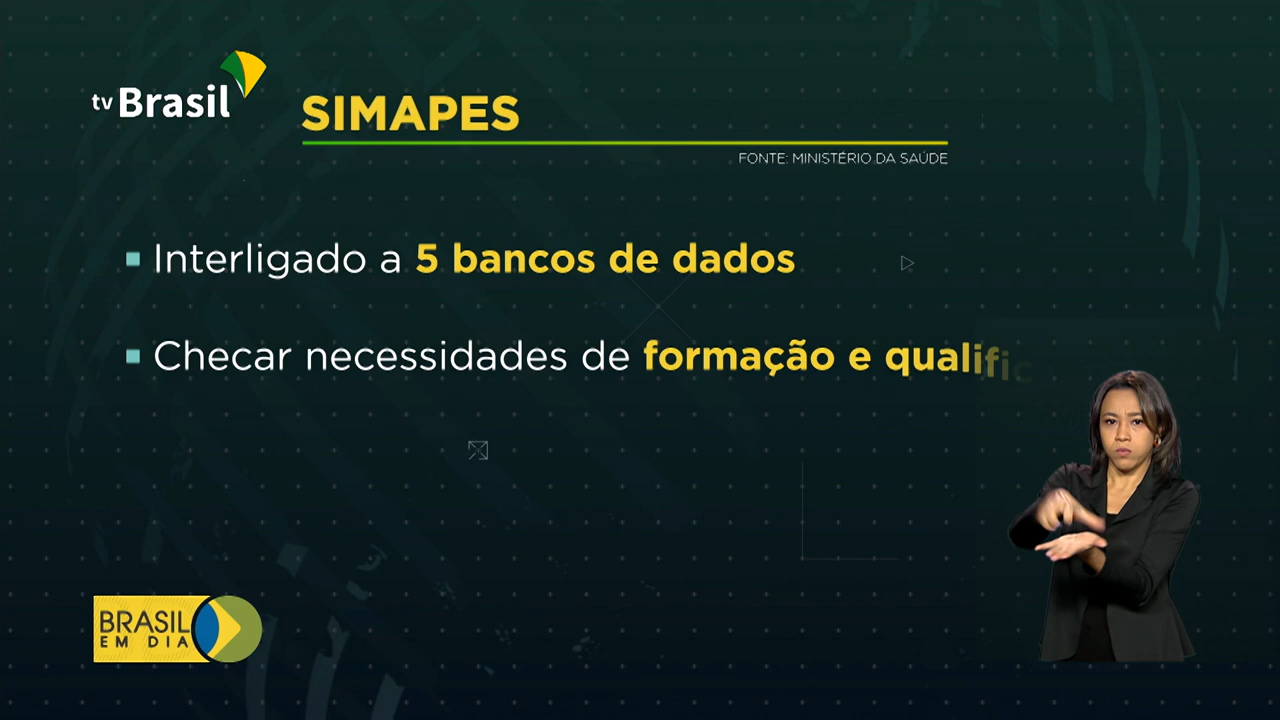 tv Brasil
SIMAPES
FONTE: MINISTÉRIO DA SAÚDE
Interligado a 5 bancos de dados
Checar necessidades de formação e qualific
BRASIL
EM DIA